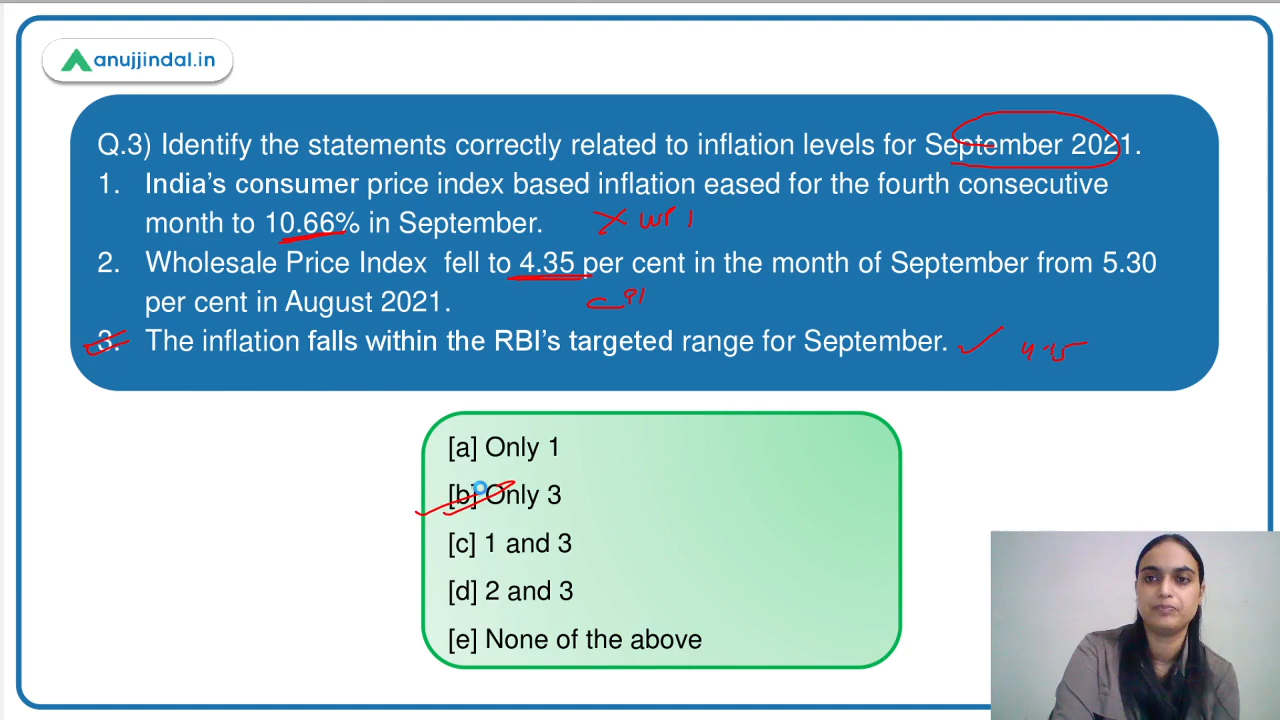 anujjindal.in
Q.3) Identify the statements correctly related to inflation levels for September 2021.
1. India's consumer price index based inflation eased for the fourth consecutive
month to 10.66% in September.
X WPI
2. Wholesale Price Index fell to 4.35 per cent in the month of September from 5.30
per cent in August 2021.
CPI
3. The inflation falls within the RBI's targeted range for September.
[a] Only 1
[b] Only 3
[c] 1 and 3
[d] 2 and 3
[e] None of the above